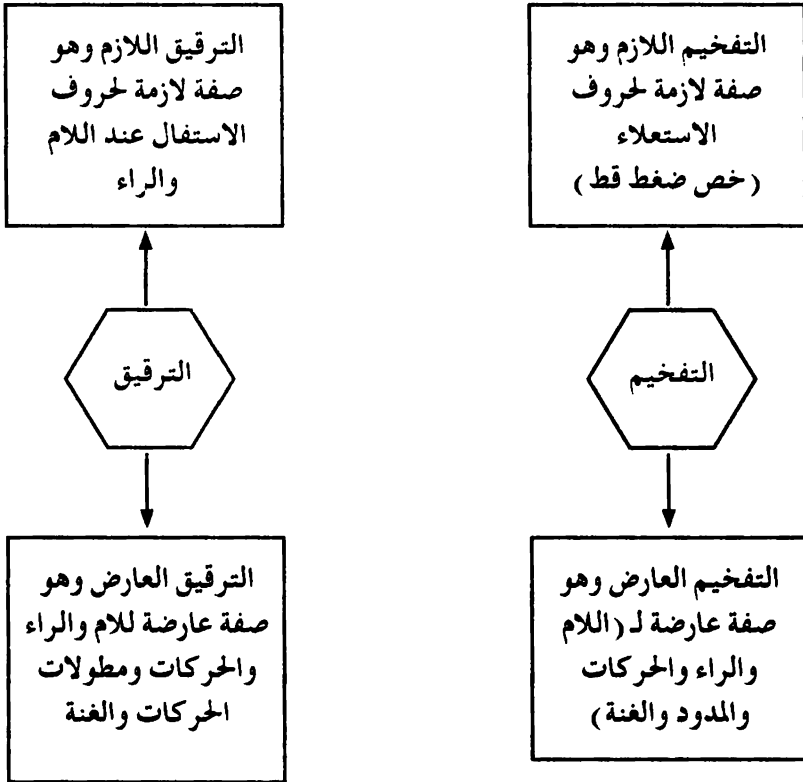 التفخيم اللازم وهو
صفة لازمة لحروف
الاستعلاء
(خص ضغط قط)
الترقيق اللازم وهو
صفة لازمة لحروف
الاستفال عند اللام
والراء
التفخيم
الترقيق
التفخيم العارض وهو
صفة عارضة لـ (اللام
والراء والحركات
والمدود والغنة)
الترقيق العارض وهو
صفة عارضة للام والراء
والحركات ومطولات
الحركات والغنة